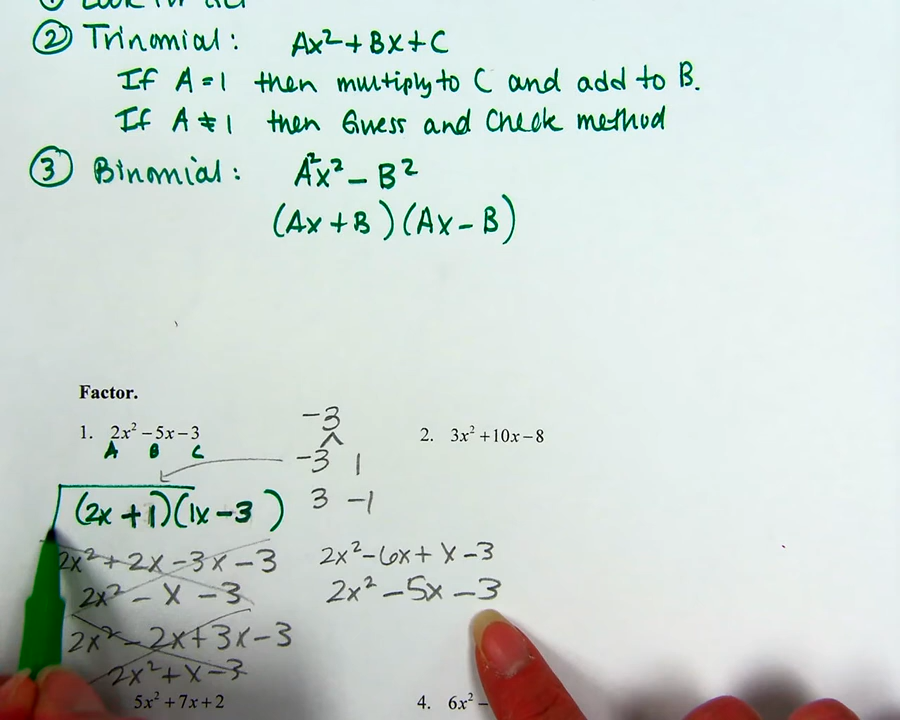 ② Trinomial: Ax²+Bx+C
If A=1 then multiply to C and add to B.
If A≠1 then Guess and Check method
③ Binomial: A²x² - B²
(Ax+B)(Ax-B)
Factor.
1. 2x² - 5x - 3
A B C
-3
-3 1
3 -1
2. 3x² + 10x - 8
(2x + 1)(1x - 3)
2x² + 2x - 3x - 3
2x² - x - 3
2x² - 2x + 3x - 3
2x² + x - 3
2x² - 6x + x - 3
2x² - 5x - 3
5x² + 7x + 2
4. 6x² -